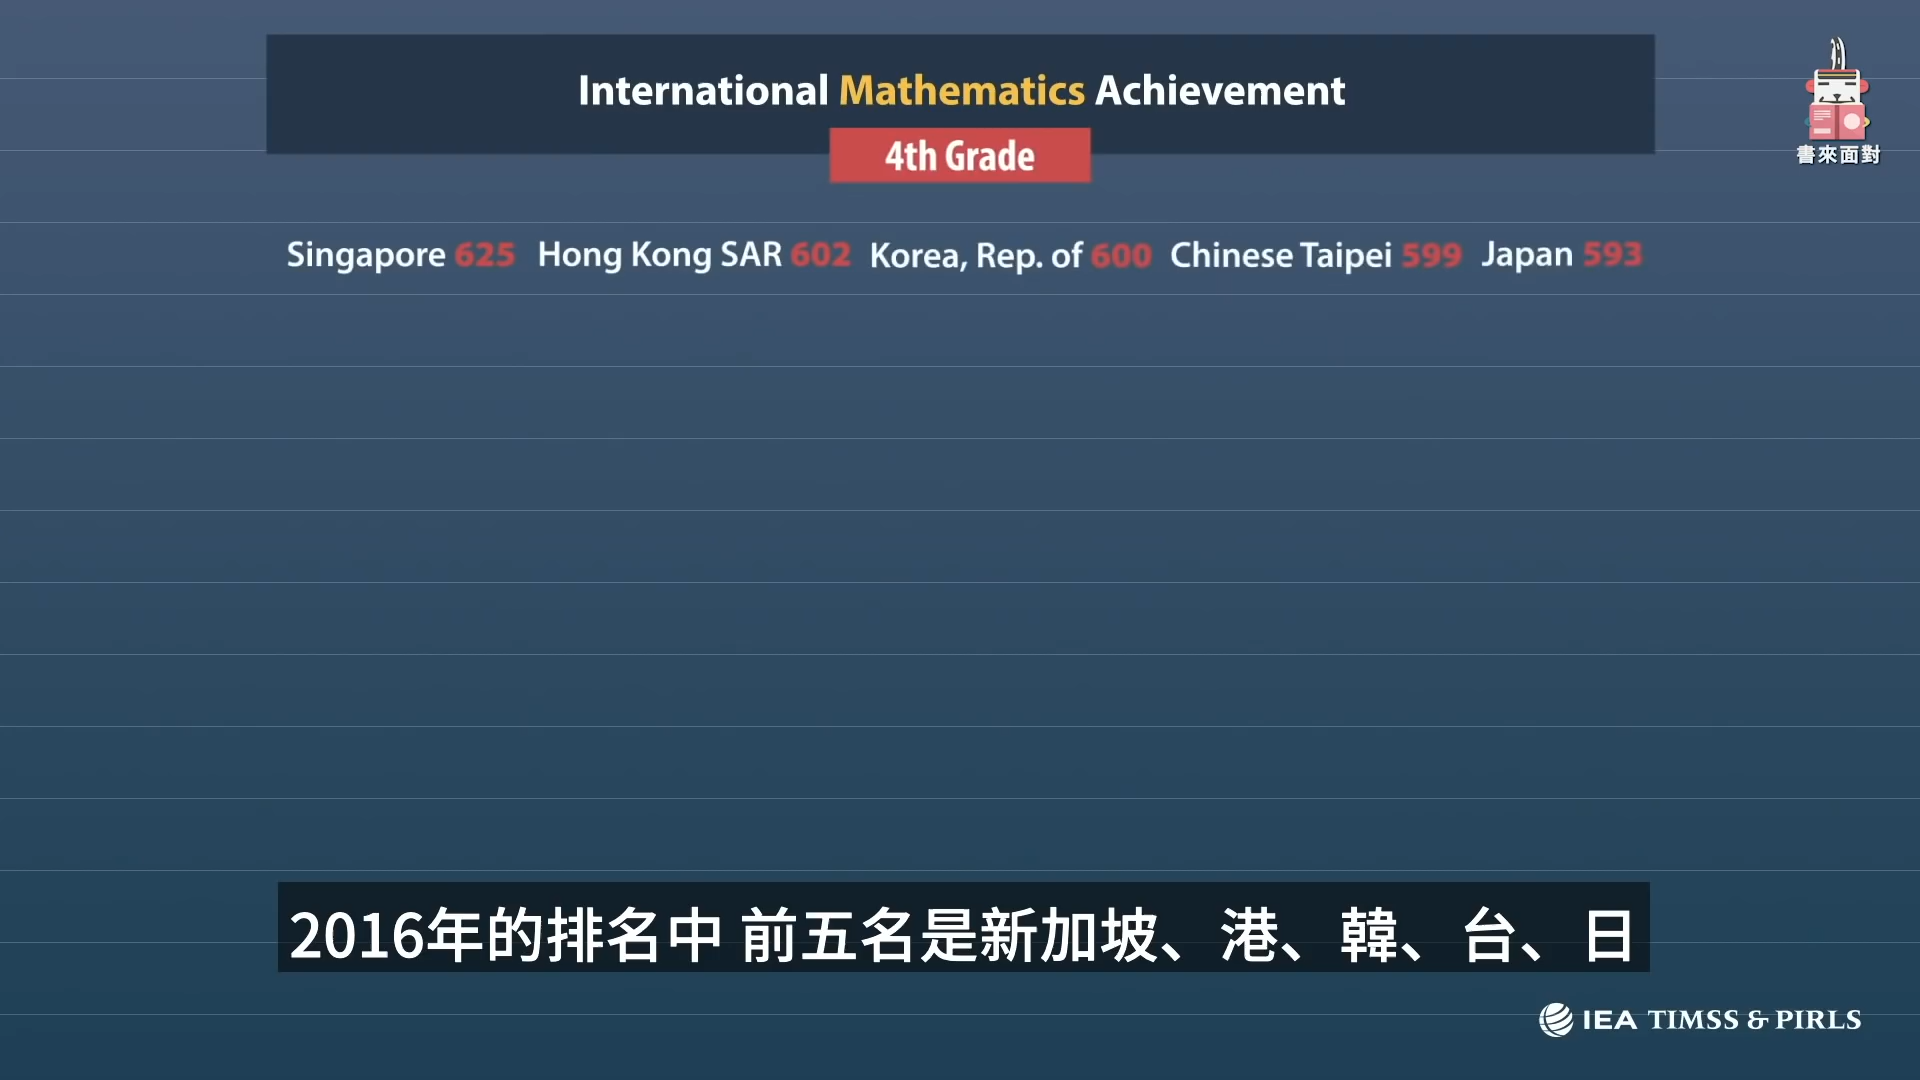 International Mathematics Achievement
4th Grade
書來面對
Singapore 625 Hong Kong SAR 602 Korea, Rep. of 600 Chinese Taipei 599 Japan 593
2016年的排名中 前五名是新加坡、港、韓、台、日
IEA TIMSS & PIRLS